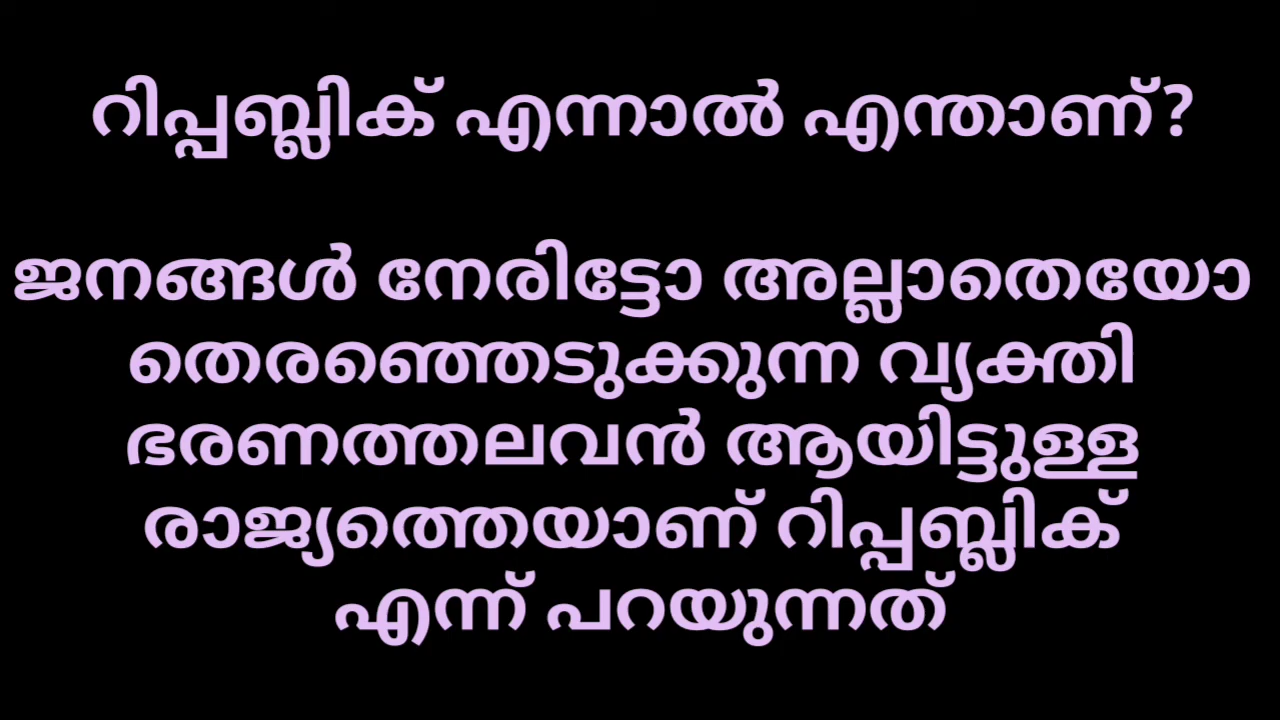 റിപ്പബ്ലിക് എന്നാൽ എന്താണ്?
ജനങ്ങൾ നേരിട്ടോ അല്ലാതെയോ
തെരഞ്ഞെടുക്കുന്ന വ്യക്തി
ഭരണത്തലവൻ ആയിട്ടുള്ള
രാജ്യത്തെയാണ് റിപ്പബ്ലിക്
എന്ന് പറയുന്നത്